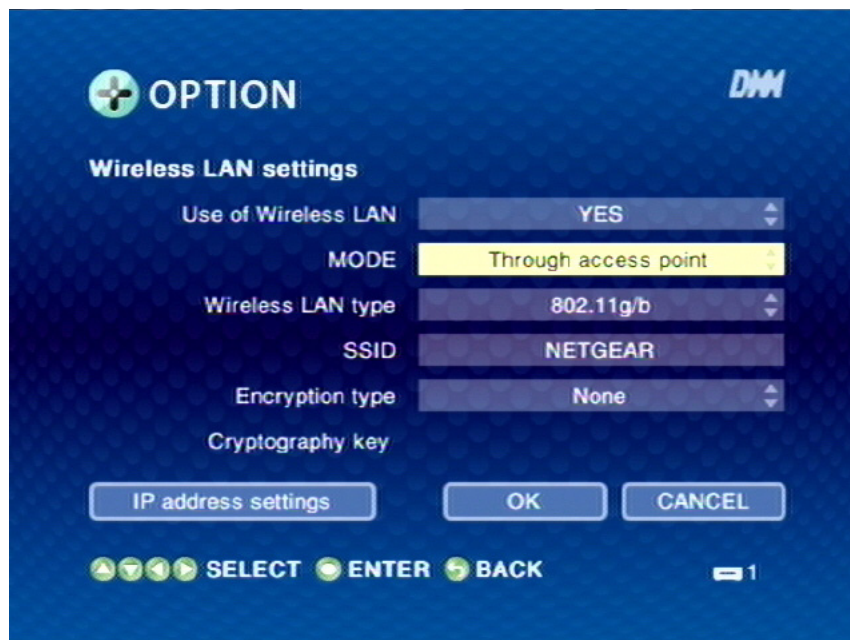 OPTION
DMM
Wireless LAN settings
Use of Wireless LAN YES
MODE Through access point
Wireless LAN type 802.11g/b
SSID NETGEAR
Encryption type None
Cryptography key
IP address settings OK CANCEL
SELECT ENTER BACK 1